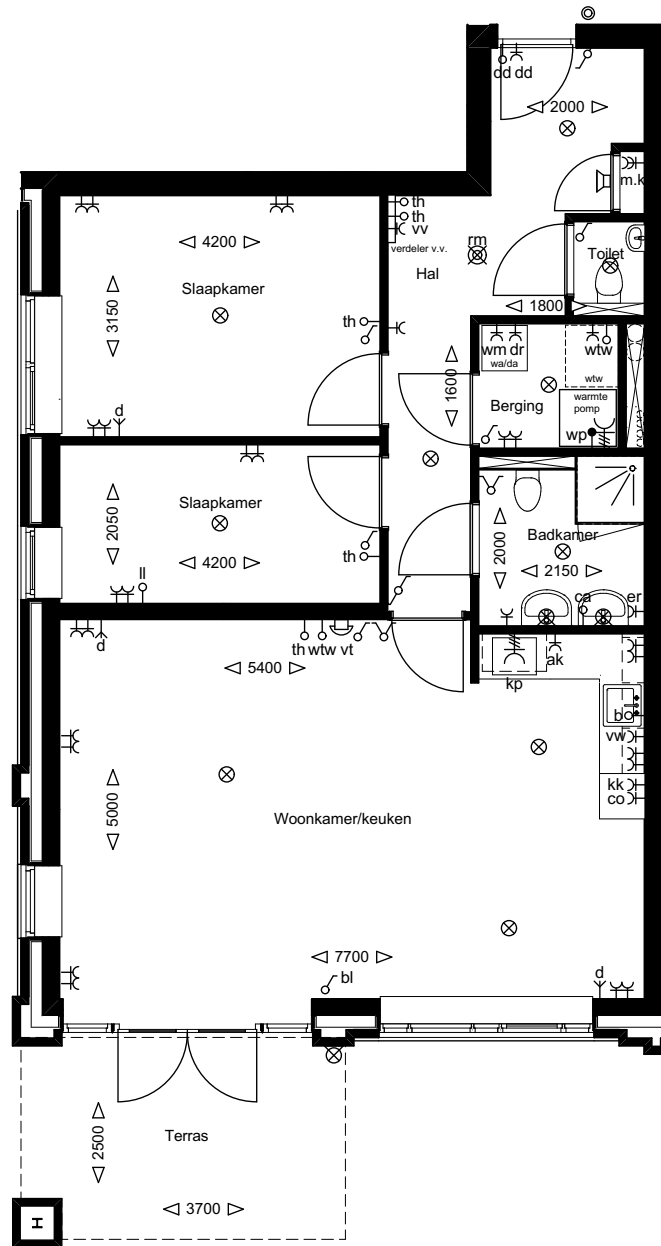 dd dd
2000
m.k
th
th
vv
verdeler v.v.
rm
Hal
Toilet
4200
Slaapkamer
3150
th
1800
1600
wm dr
wa/da
wtw
wtw
Berging
warmte
pomp
wp
d
Slaapkamer
4200
2050
ll
th
2000
Badkamer
2150
ca
er
d
th wtw vt
5400
kp
ak
b
vw
kk
co
5000
Woonkamer/keuken
7700
bl
d
Terras
2500
3700
H